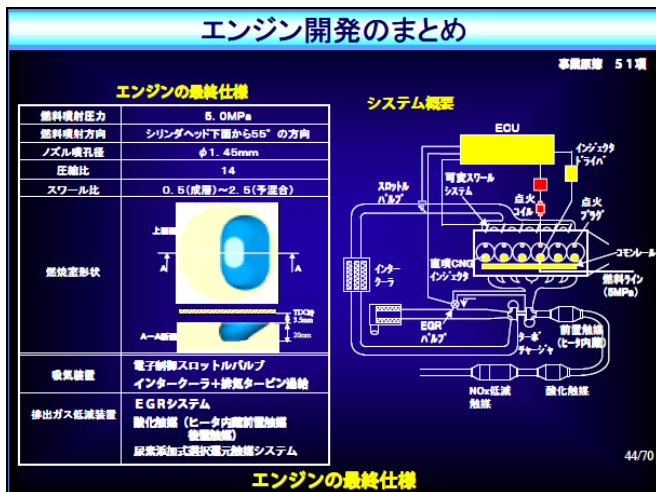 エンジン開発のまとめ
事業原簿 51項
エンジンの最終仕様
燃料噴射圧力 5.0MPa
燃料噴射方向 シリンダヘッド下面から55°の方向
ノズル噴孔径 φ1.45mm
圧縮比 14
スワール比 0.5(成層)～2.5(予混合)
燃焼室形状
上面図
A A
TDC時
3.5mm
A－A断面
20mm
吸気装置
電子制御スロットルバルブ
インタークーラ＋排気タービン過給
排出ガス低減装置
EGRシステム
酸化触媒（ヒータ内蔵前置触媒
後置触媒）
尿素添加式選択還元触媒システム
システム概要
ECU
インジェクタ
ドライバ
可変スワール
システム
スロットル
バルブ
点火
コイル
点火
プラグ
コモンレール
直噴CNG
インジェクタ
インター
クーラ
燃料ライン
(5MPa)
EGR
バルブ
ターボ
チャージャ
前置触媒
(ヒータ内蔵)
NOx低減
触媒
酸化触媒
44/70
エンジンの最終仕様